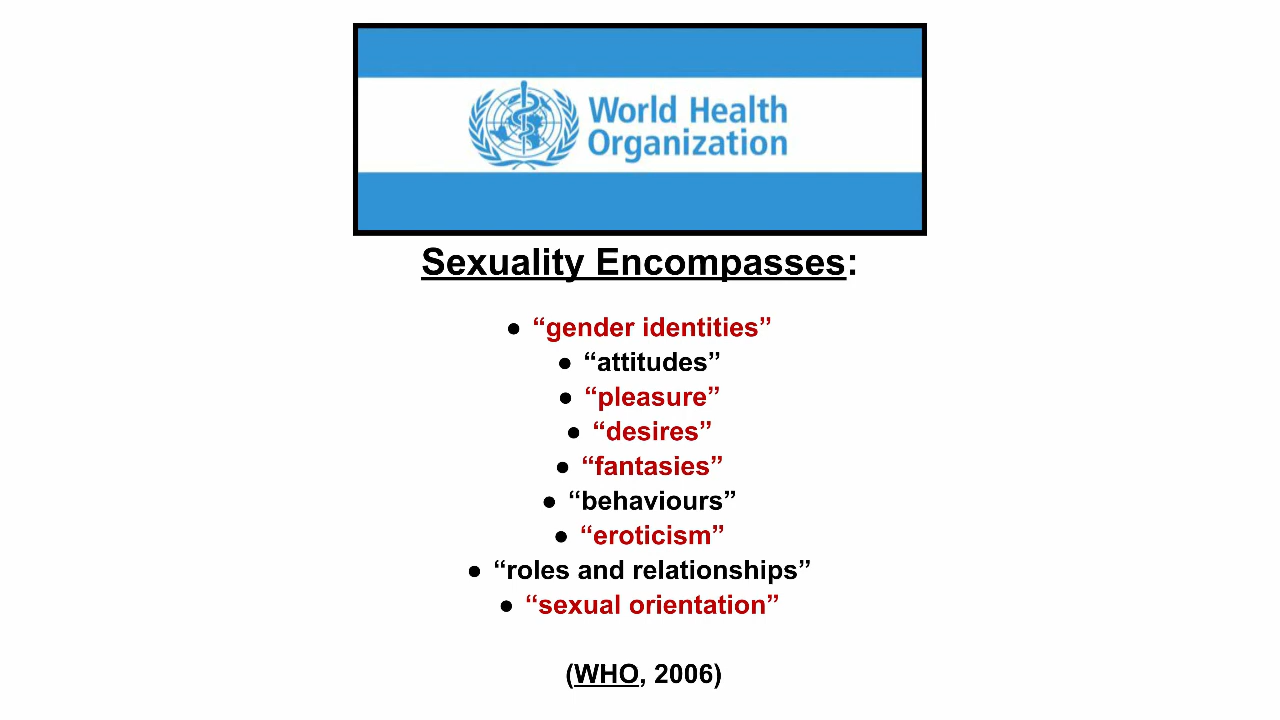 World Health
Organization
Sexuality Encompasses:
● “gender identities”
● “attitudes”
● “pleasure”
● “desires”
● “fantasies”
● “behaviours”
● “eroticism”
● “roles and relationships”
● “sexual orientation”
(WHO, 2006)